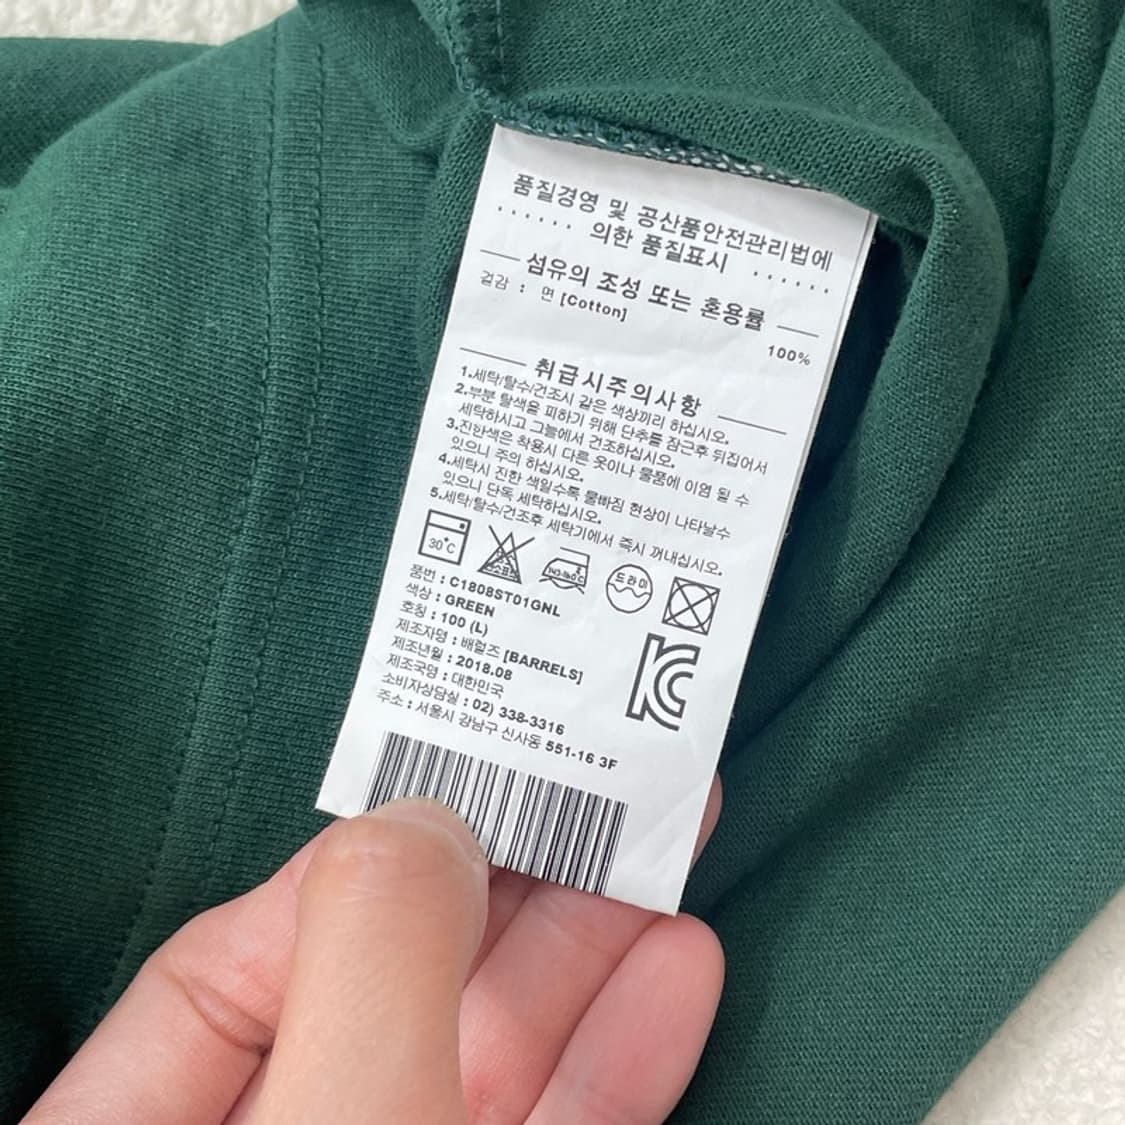 품질경영 및 공산품안전관리법에
······ 의한 품질표시 ······
섬유의 조성 또는 혼용률
겉감 : 면 [Cotton]
100%
취급시주의사항
1.세탁/탈수/건조시 같은 색상끼리 하십시오.
2.부분 탈색을 피하기 위해 단추를 잠근후 뒤집어서
세탁하시고 그늘에서 건조하십시오.
3.진한색은 착용시 다른 옷이나 물품에 이염 될 수
있으니 주의 하십시오.
4.세탁시 진한 색일수록 물빠짐 현상이 나타날수
있으니 단독 세탁하십시오.
5.세탁/탈수/건조후 세탁기에서 즉시 꺼내십시오.
30°C
드라이
품번 : C1808ST01GNL
색상 : GREEN
호칭 : 100 (L)
제조자명 : 배럴즈 [BARRELS]
제조년월 : 2018.08
제조국명 : 대한민국
소비자상담실 : 02) 338-3316
주소 : 서울시 강남구 신사동 551-16 3F
KC